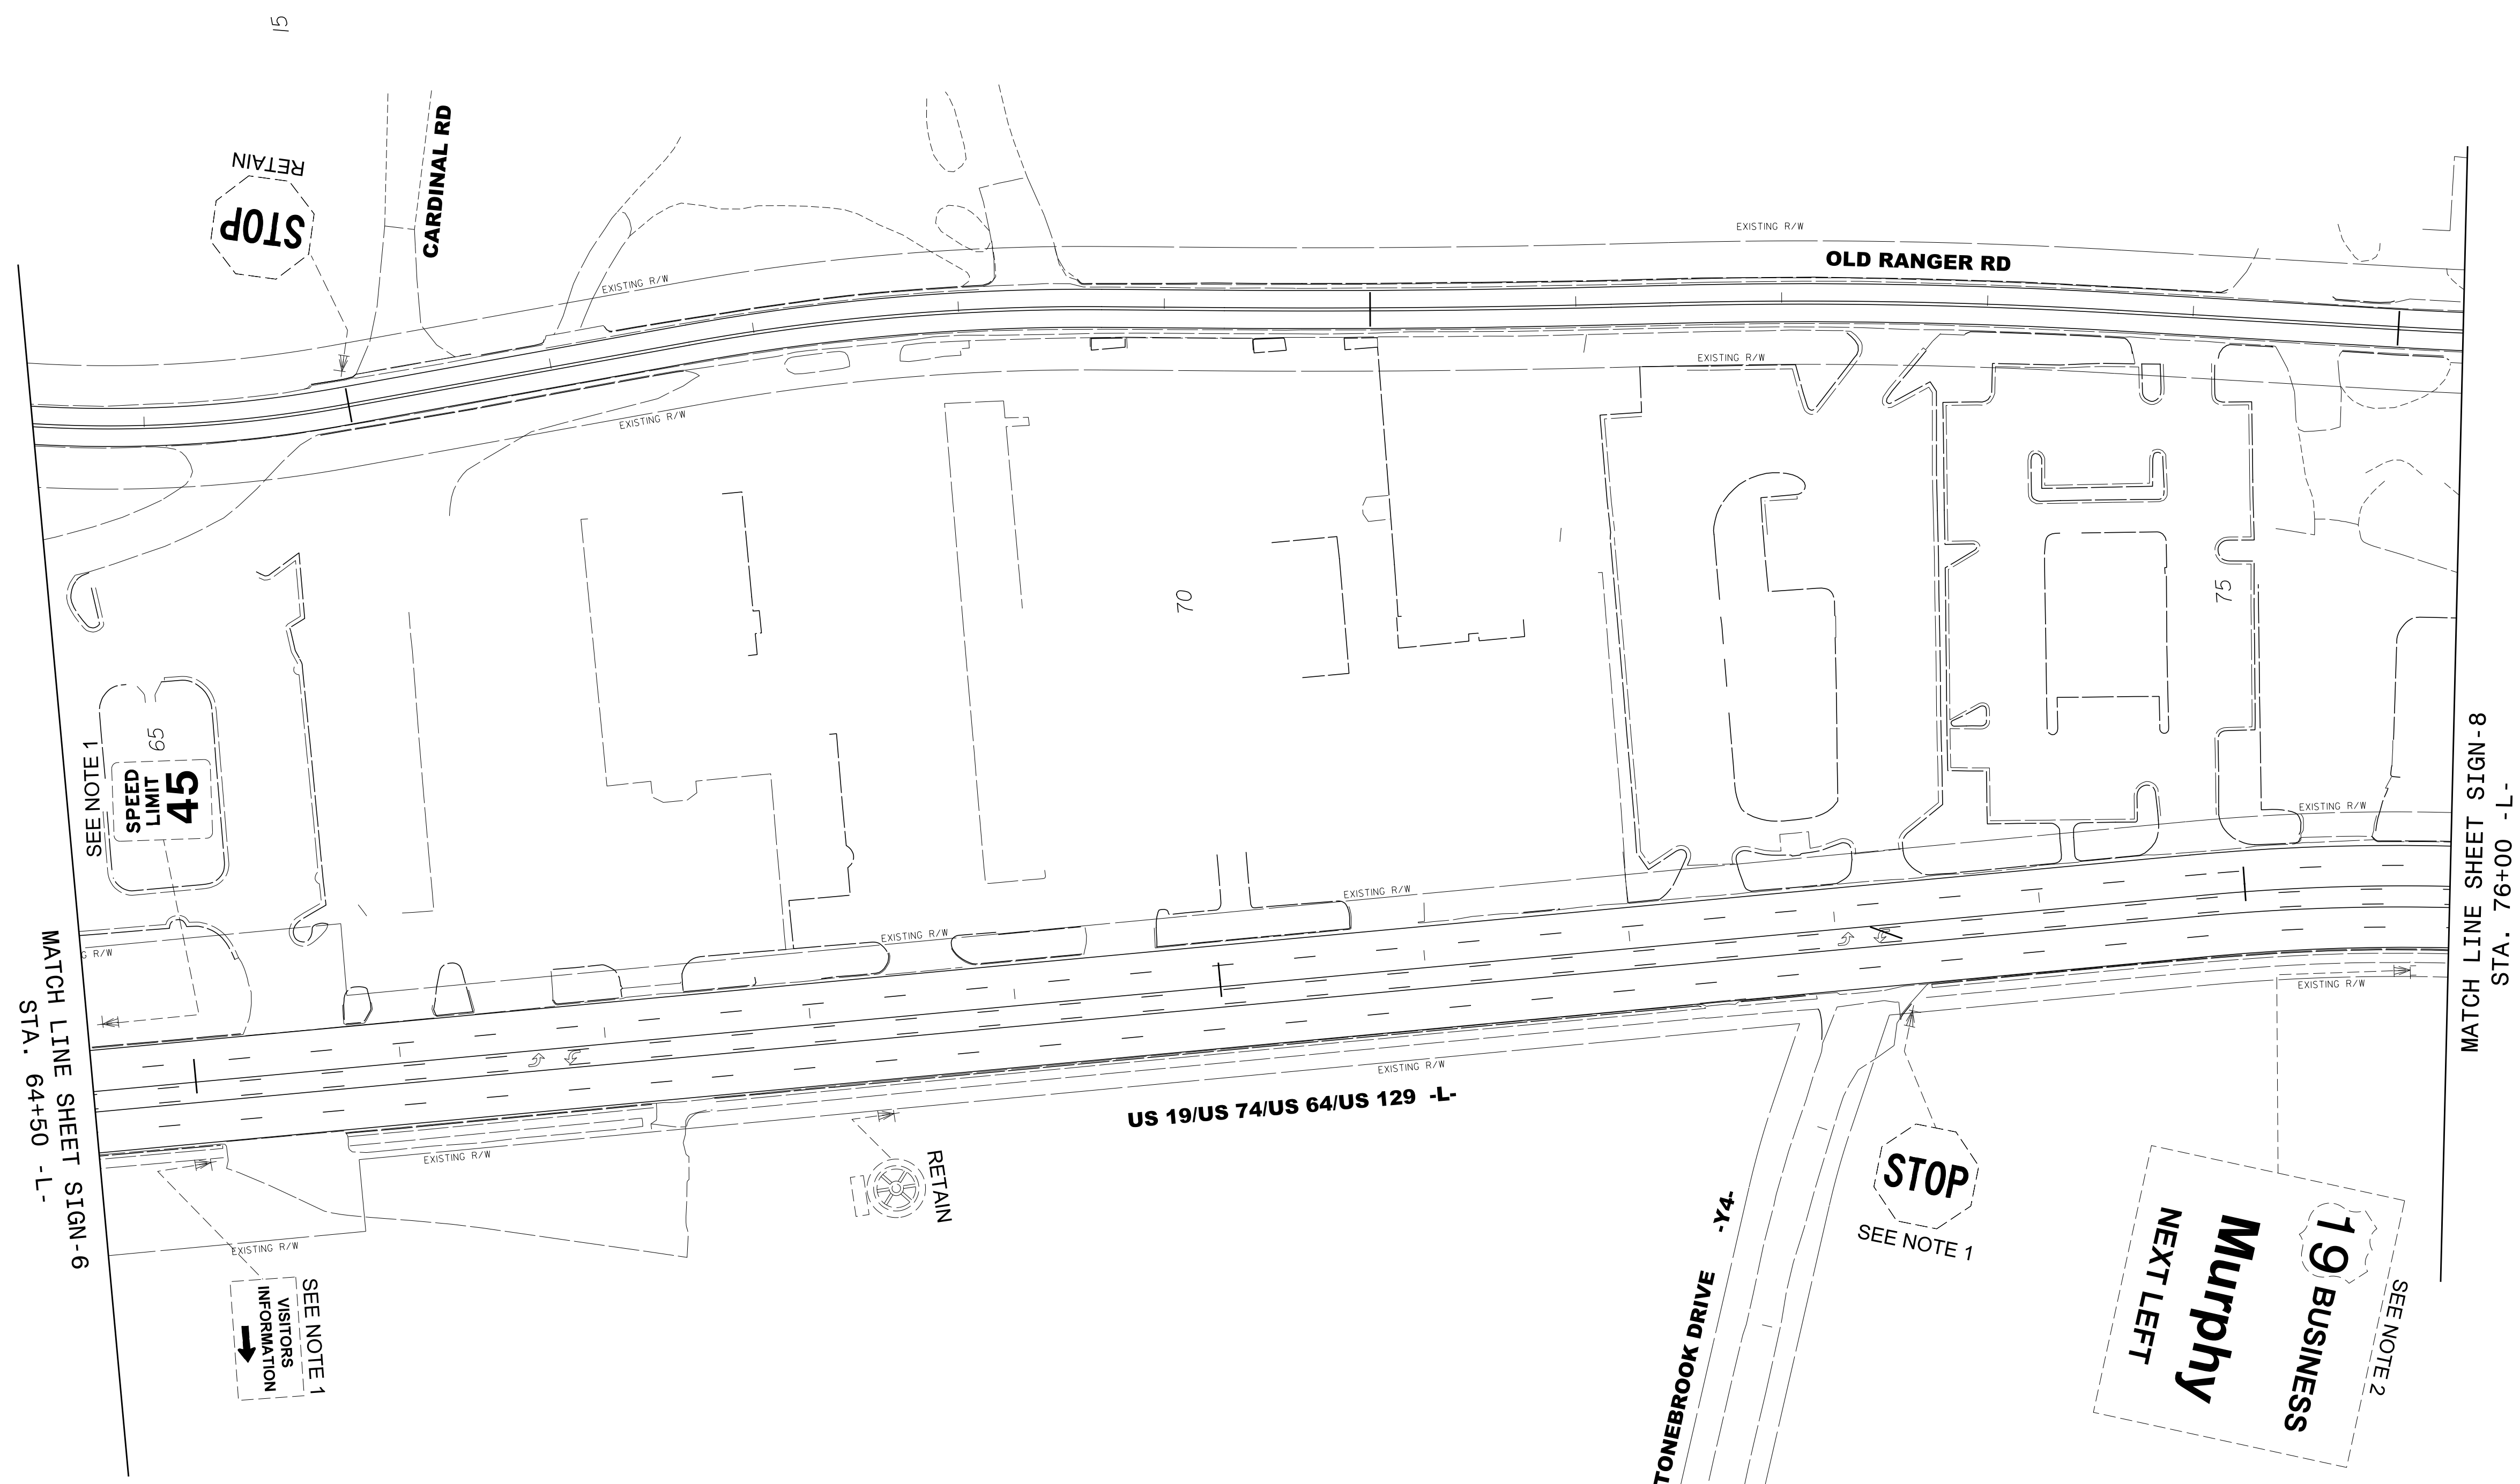 15
RETAIN
STOP
CARDINAL RD
EXISTING R/W
OLD RANGER RD
EXISTING R/W
EXISTING R/W
EXISTING R/W
70
75
SEE NOTE 1
65
SPEED
LIMIT
45
G R/W
EXISTING R/W
EXISTING R/W
EXISTING R/W
MATCH LINE SHEET SIGN-6
STA. 64+50 -L-
MATCH LINE SHEET SIGN-8
STA. 76+00 -L-
EXISTING R/W
EXISTING R/W
EXISTING R/W
US 19/US 74/US 64/US 129 -L-
EXISTING R/W
RETAIN
SEE NOTE 1
VISITORS
INFORMATION
TONEBROOK DRIVE -Y4-
STOP
SEE NOTE 1
SEE NOTE 2
19 BUSINESS
Murphy
NEXT LEFT